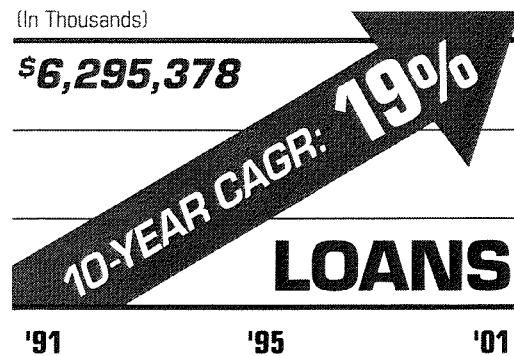 (In Thousands)
$6,295,378
10-YEAR CAGR: 19%
LOANS
'91 '95 '01